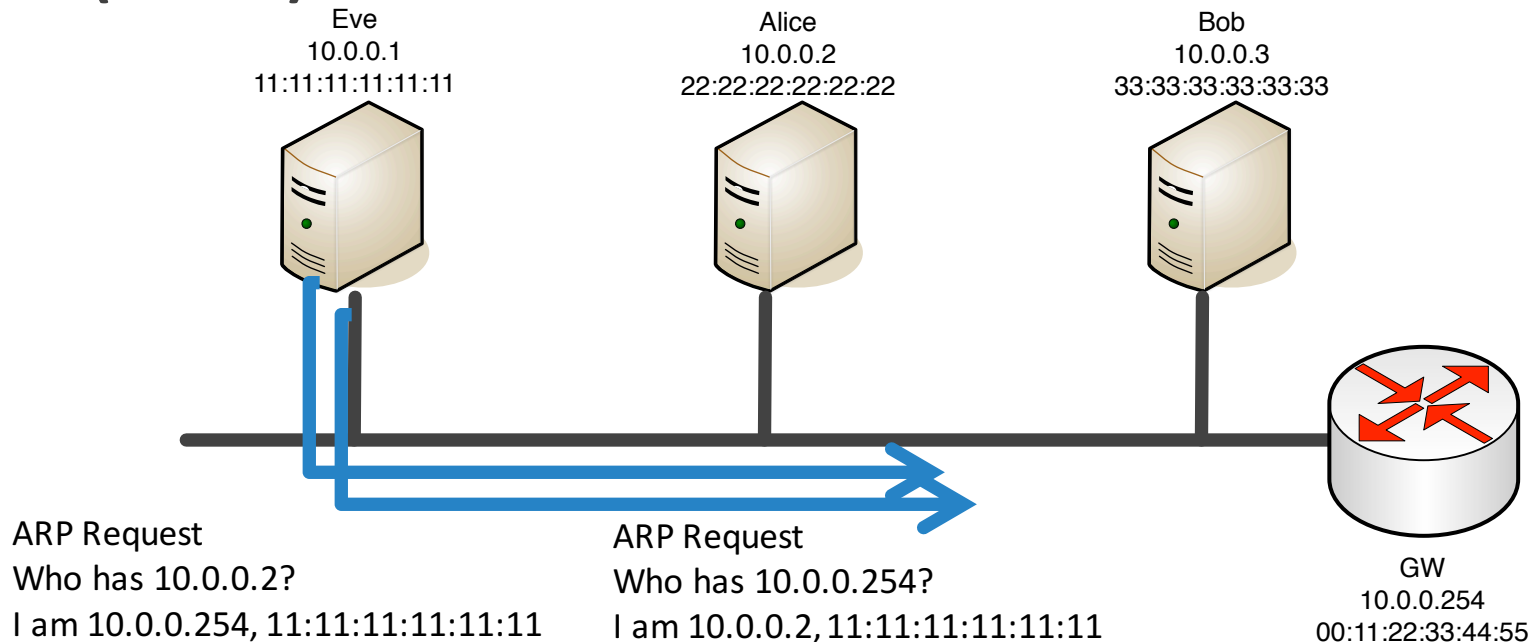 Eve
10.0.0.1
11:11:11:11:11:11
Alice
10.0.0.2
22:22:22:22:22:22
Bob
10.0.0.3
33:33:33:33:33:33
ARP Request
Who has 10.0.0.2?
I am 10.0.0.254, 11:11:11:11:11:11
ARP Request
Who has 10.0.0.254?
I am 10.0.0.2, 11:11:11:11:11:11
GW
10.0.0.254
00:11:22:33:44:55